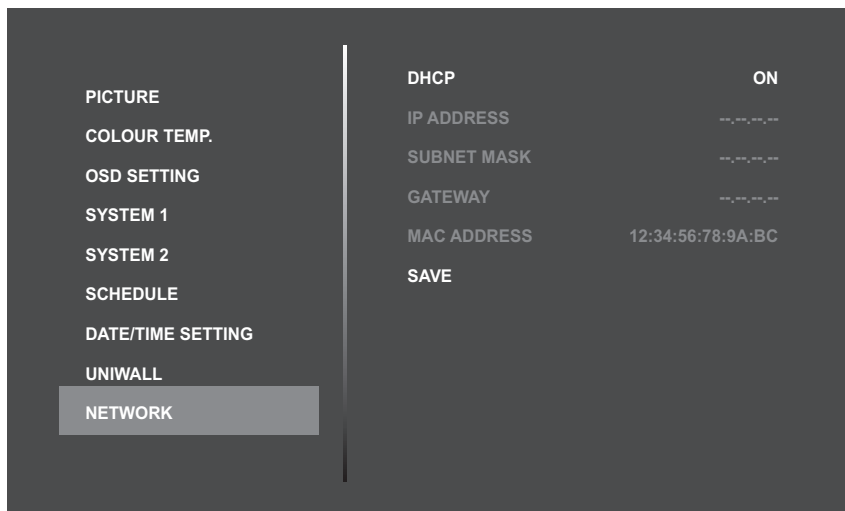 PICTURE
COLOUR TEMP.
OSD SETTING
SYSTEM 1
SYSTEM 2
SCHEDULE
DATE/TIME SETTING
UNIWALL
NETWORK
DHCP ON
IP ADDRESS --.--.--.--
SUBNET MASK --.--.--.--
GATEWAY --.--.--.--
MAC ADDRESS 12:34:56:78:9A:BC
SAVE